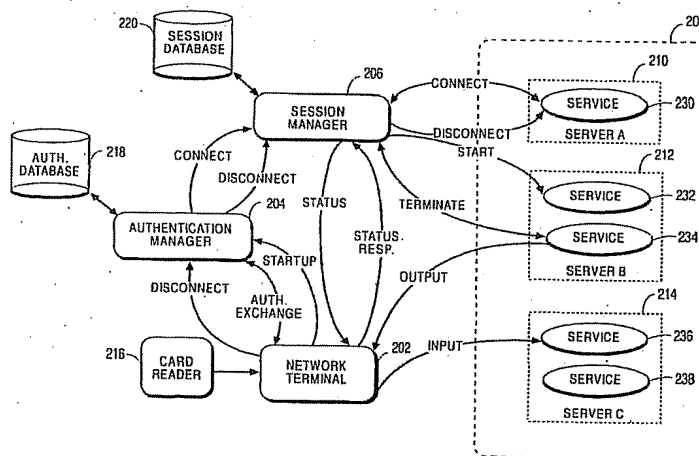 220
SESSION
DATABASE
20
206
SESSION
MANAGER
CONNECT
DISCONNECT
START
210
SERVICE
230
SERVER A
AUTH.
DATABASE
218
CONNECT
DISCONNECT
204
AUTHENTICATION
MANAGER
STATUS
STATUS
RESP.
TERMINATE
212
SERVICE
232
SERVICE
234
SERVER B
STARTUP
DISCONNECT
AUTH.
EXCHANGE
OUTPUT
INPUT
214
SERVICE
236
SERVICE
238
SERVER C
216
CARD
READER
NETWORK
TERMINAL
202